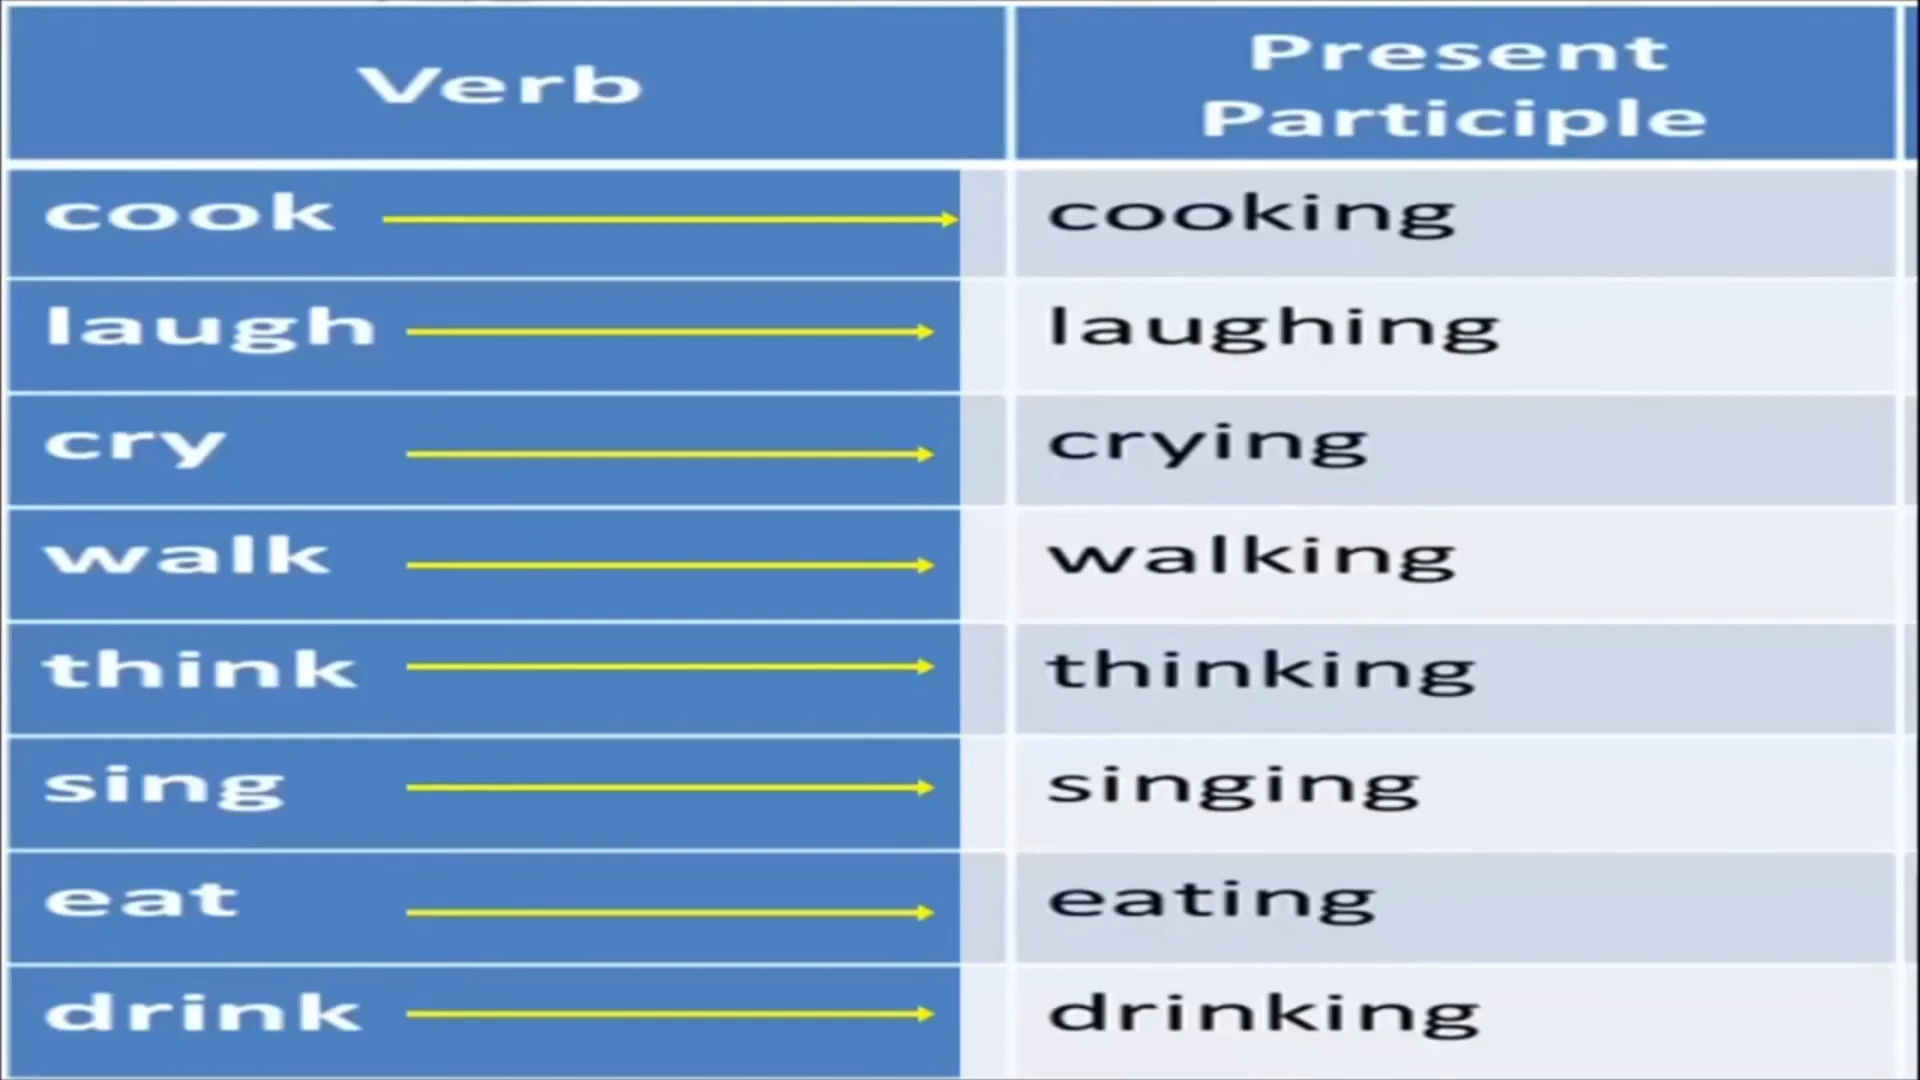 Verb
Present
Participle
cook
cooking
laugh
laughing
cry
crying
walk
walking
think
thinking
sing
singing
eat
eating
drink
drinking